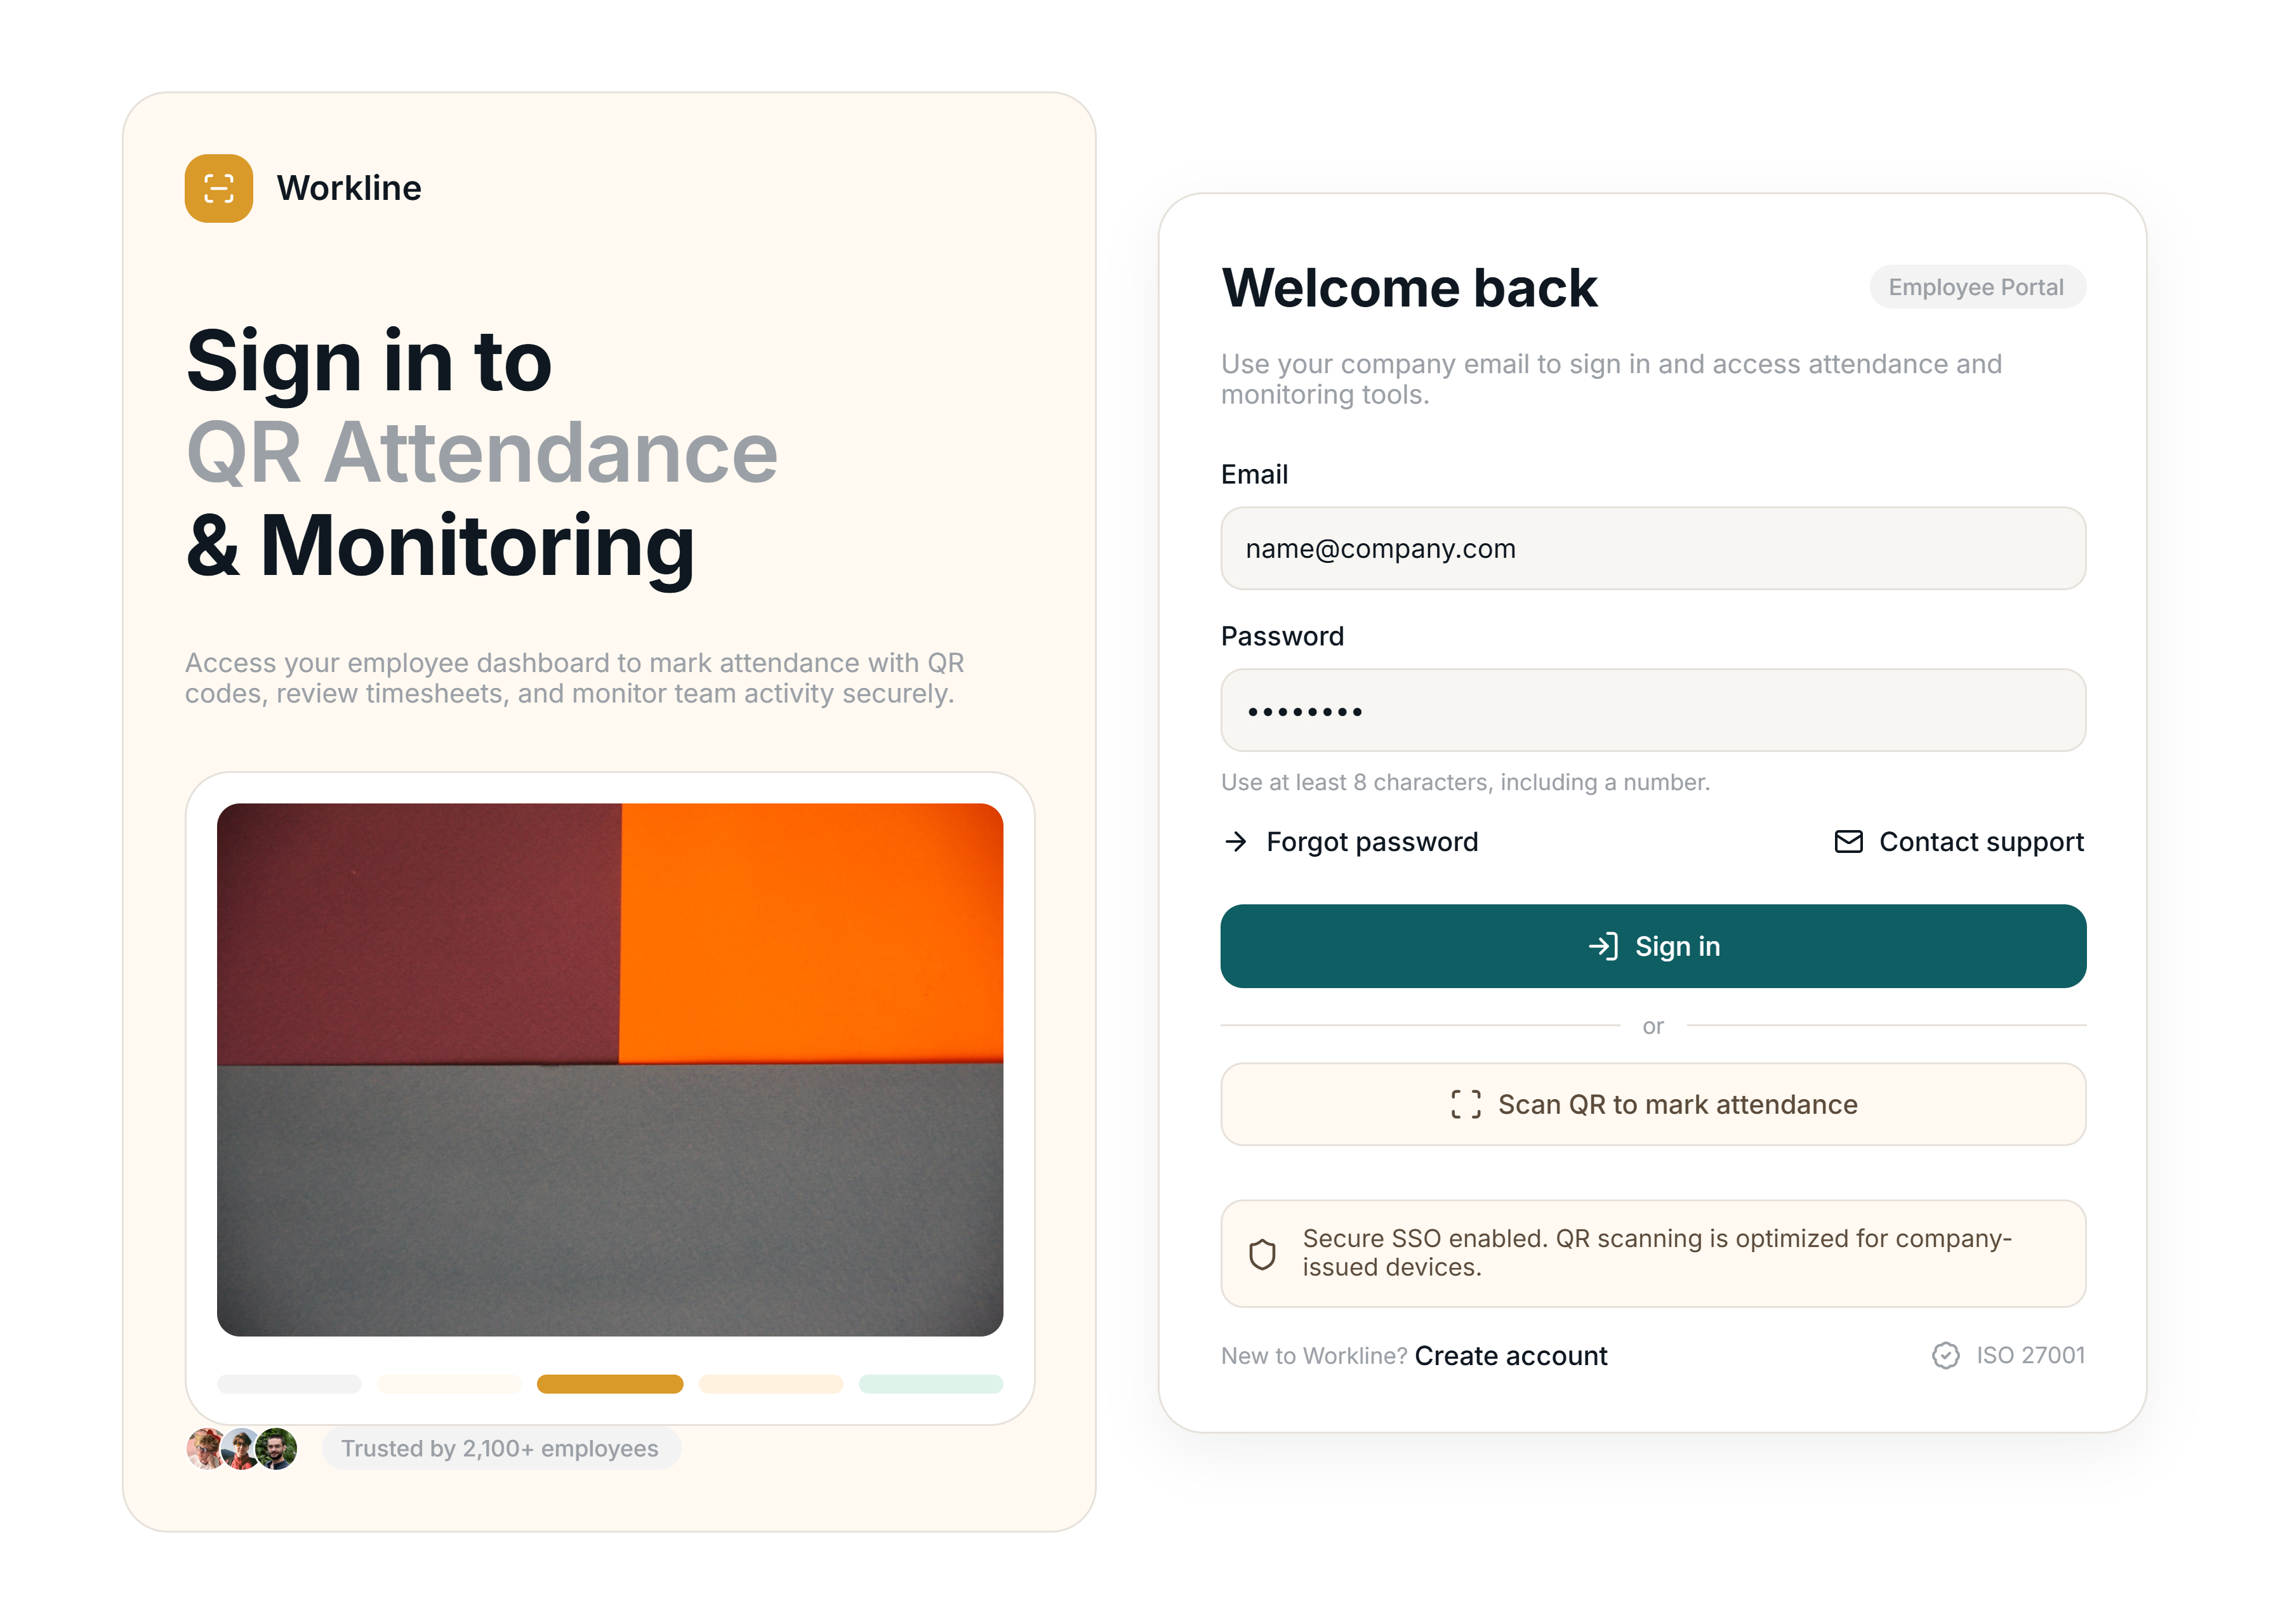 Workline
Sign in to
QR Attendance
& Monitoring
Access your employee dashboard to mark attendance with QR
codes, review timesheets, and monitor team activity securely.
Trusted by 2,100+ employees
Welcome back
Employee Portal
Use your company email to sign in and access attendance and
monitoring tools.
Email
name@company.com
Password
••••••••
Use at least 8 characters, including a number.
Forgot password
Contact support
Sign in
or
Scan QR to mark attendance
Secure SSO enabled. QR scanning is optimized for company-
issued devices.
New to Workline? Create account
ISO 27001